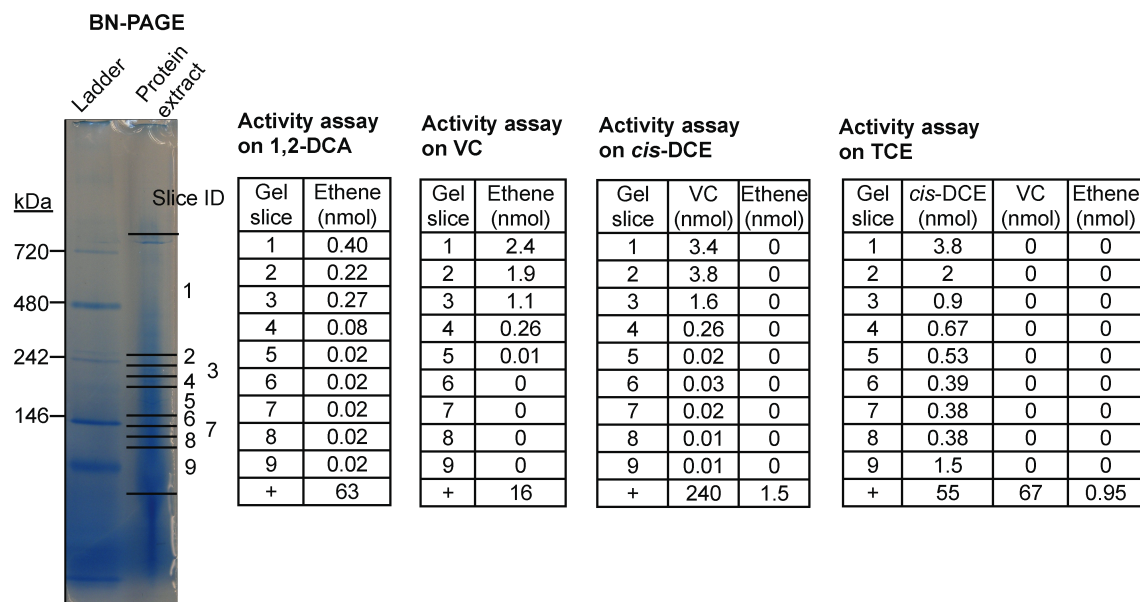 BN-PAGE
Ladder
Protein
extract
kDa
720
480
242
146
Slice ID
1
2
3
4
5
6
7
8
9
Activity assay
on 1,2-DCA
Gel slice Ethene (nmol)
1 0.40
2 0.22
3 0.27
4 0.08
5 0.02
6 0.02
7 0.02
8 0.02
9 0.02
+ 63
Activity assay
on VC
Gel slice Ethene (nmol)
1 2.4
2 1.9
3 1.1
4 0.26
5 0.01
6 0
7 0
8 0
9 0
+ 16
Activity assay
on cis-DCE
Gel slice VC (nmol) Ethene (nmol)
1 3.4 0
2 3.8 0
3 1.6 0
4 0.26 0
5 0.02 0
6 0.03 0
7 0.02 0
8 0.01 0
9 0.01 0
+ 240 1.5
Activity assay
on TCE
Gel slice cis-DCE (nmol) VC (nmol) Ethene (nmol)
1 3.8 0 0
2 2 0 0
3 0.9 0 0
4 0.67 0 0
5 0.53 0 0
6 0.39 0 0
7 0.38 0 0
8 0.38 0 0
9 1.5 0 0
+ 55 67 0.95